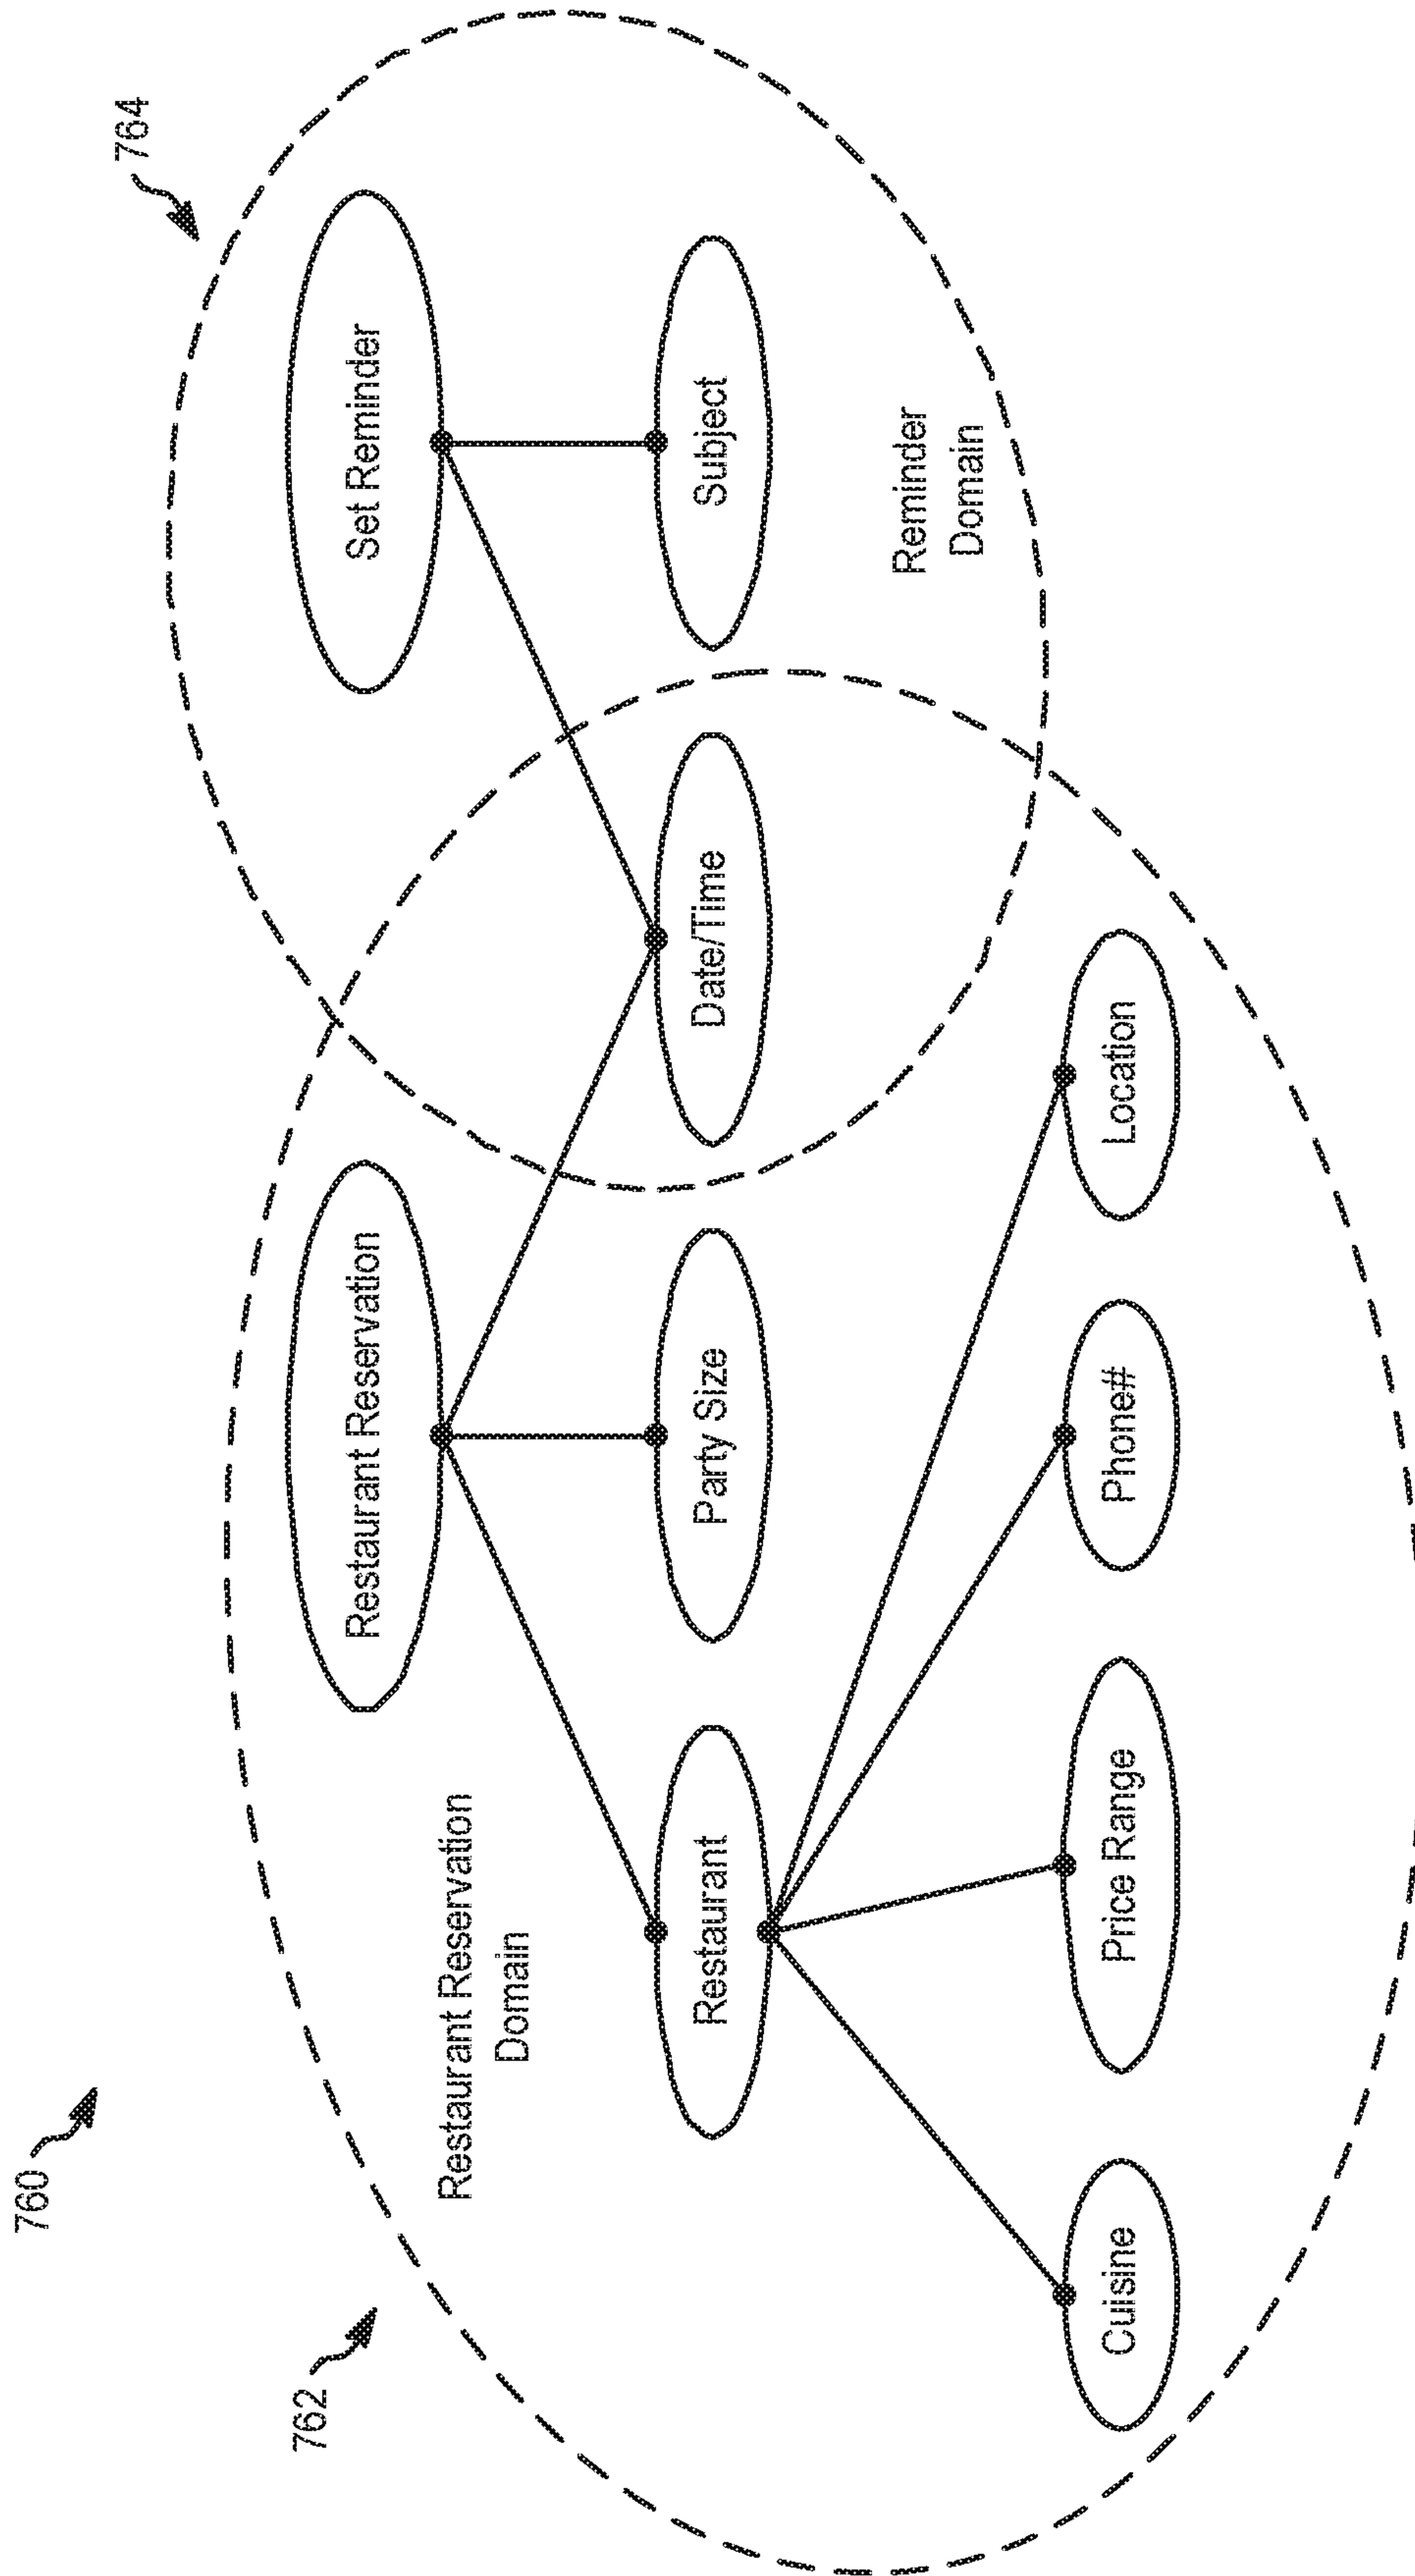 760
762
764
Restaurant Reservation
Set Reminder
Restaurant Reservation
Domain
Restaurant
Party Size
Date/Time
Subject
Reminder
Domain
Cuisine
Price Range
Phone#
Location